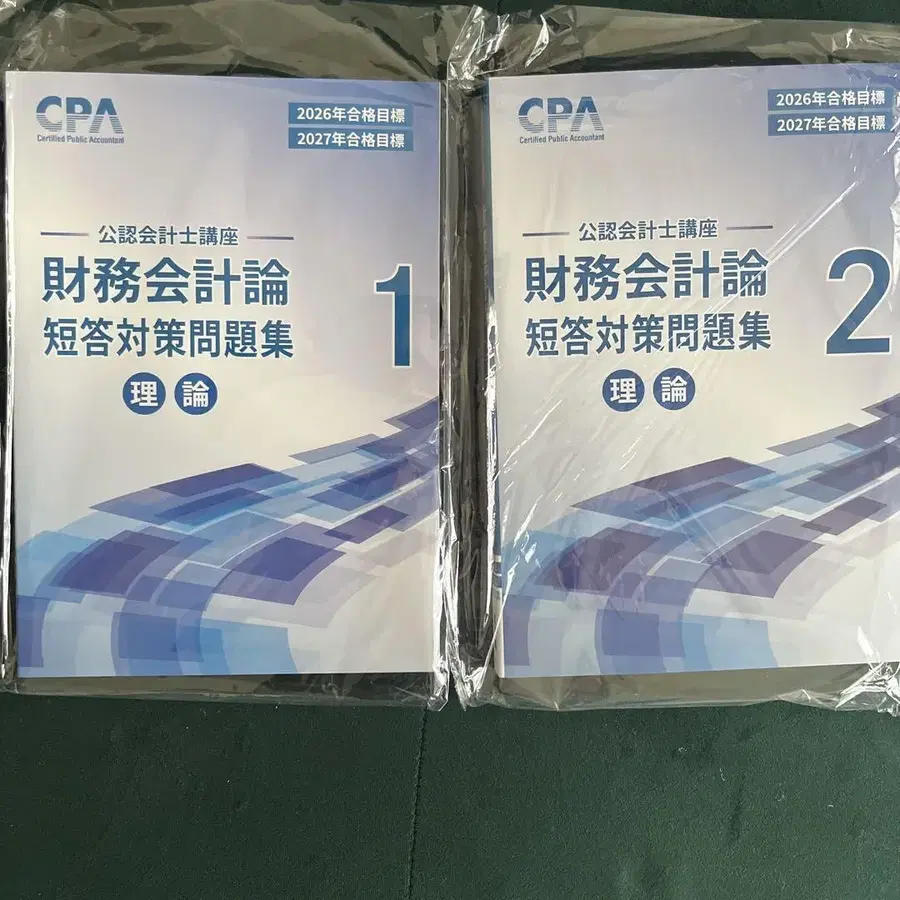 CPA
Certified Public Accountant
2026年合格目標
2027年合格目標
公認会計士講座
財務会計論
短答対策問題集
1
理論
CPA
Certified Public Accountant
2026年合格目標
2027年合格目標
公認会計士講座
財務会計論
短答対策問題集
2
理論